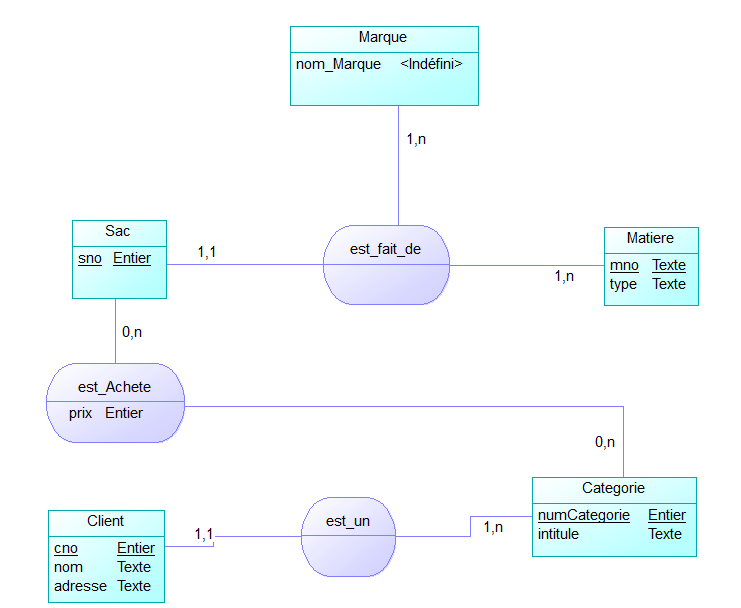 Marque
nom_Marque <Indéfini>
1,n
est_fait_de
Sac
sno Entier
1,1
Matiere
mno Texte
type Texte
1,n
0,n
est_Achete
prix Entier
0,n
Categorie
numCategorie Entier
intitule Texte
est_un
1,n
Client
cno Entier
nom Texte
adresse Texte
1,1